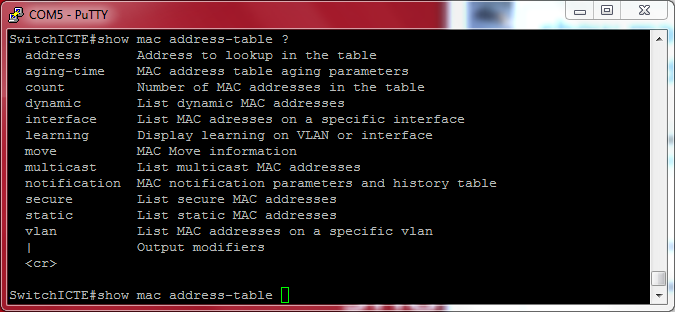 COM5 - PuTTY
SwitchICTE#show mac address-table ?
address Address to lookup in the table
aging-time MAC address table aging parameters
count Number of MAC addresses in the table
dynamic List dynamic MAC addresses
interface List MAC adresses on a specific interface
learning Display learning on VLAN or interface
move MAC Move information
multicast List multicast MAC addresses
notification MAC notification parameters and history table
secure List secure MAC addresses
static List static MAC addresses
vlan List MAC addresses on a specific vlan
| Output modifiers
<cr>
SwitchICTE#show mac address-table